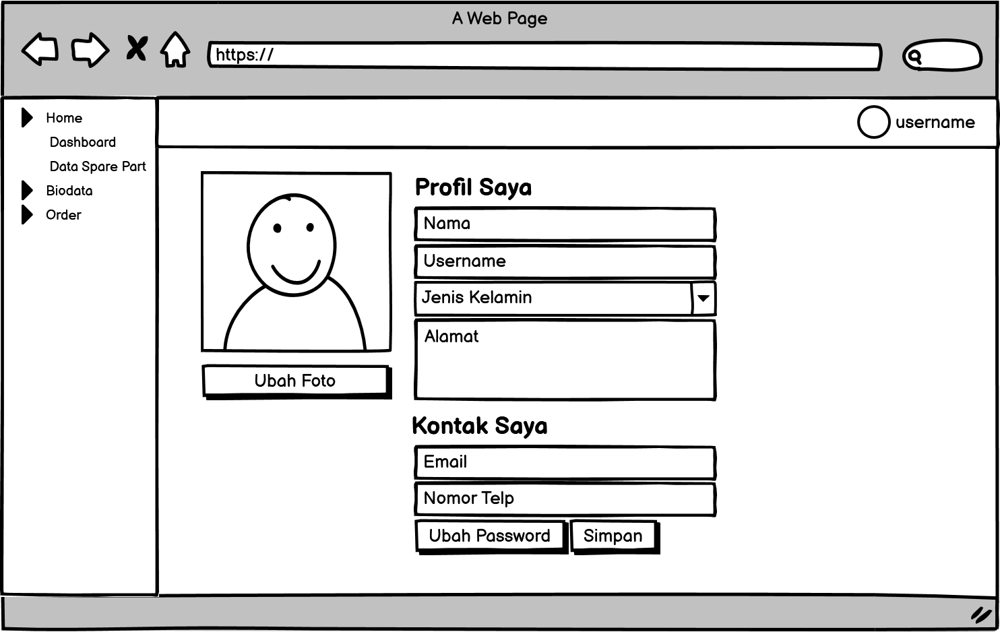 A Web Page
https://
username
Home
Dashboard
Data Spare Part
Biodata
Order
Ubah Foto
Profil Saya
Nama
Username
Jenis Kelamin
Alamat
Kontak Saya
Email
Nomor Telp
Ubah Password
Simpan